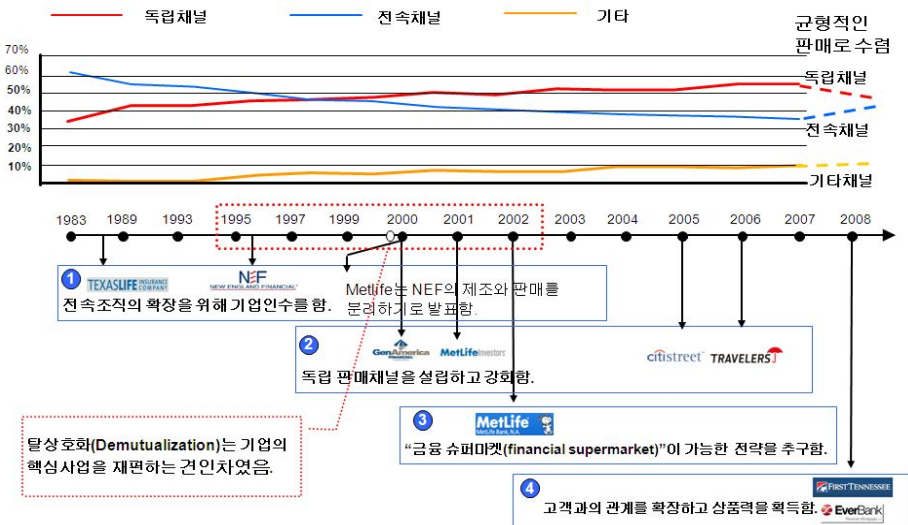 독립채널
전속채널
기타
균형적인
판매로 수렴
70%
60%
50%
40%
30%
20%
10%
독립채널
전속채널
기타채널
1983 1989 1993 1995 1997 1999 2000 2001 2002 2003 2004 2005 2006 2007 2008
1
TEXASLIFE INSURANCE COMPANY
NEF
NEW ENGLAND FINANCIAL
전속조직의 확장을 위해 기업인수를 함.
Metlife는 NEF의 제조와 판매를
분리하기로 발표함.
2
GenAmerica
FINANCIAL
MetLife Investors
citistreet
TRAVELERS
독립 판매채널을 설립하고 강화함.
3
MetLife
MetLife Bank, N.A.
“금융 슈퍼마켓(financial supermarket)”이 가능한 전략을 추구함.
탈상호화(Demutualization)는 기업의
핵심사업을 재편하는 견인차였음.
4
고객과의 관계를 확장하고 상품력을 획득함.
FIRST TENNESSEE
EverBank